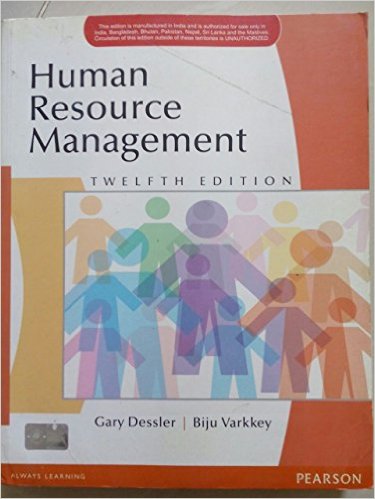 This edition is manufactured in India and is authorized for sale only in
India, Bangladesh, Bhutan, Pakistan, Nepal, Sri Lanka and the Maldives.
Circulation of this edition outside of these territories is UNAUTHORIZED.
Human
Resource
Management
TWELFTH EDITION
Gary Dessler | Biju Varkkey
ALWAYS LEARNING
PEARSON